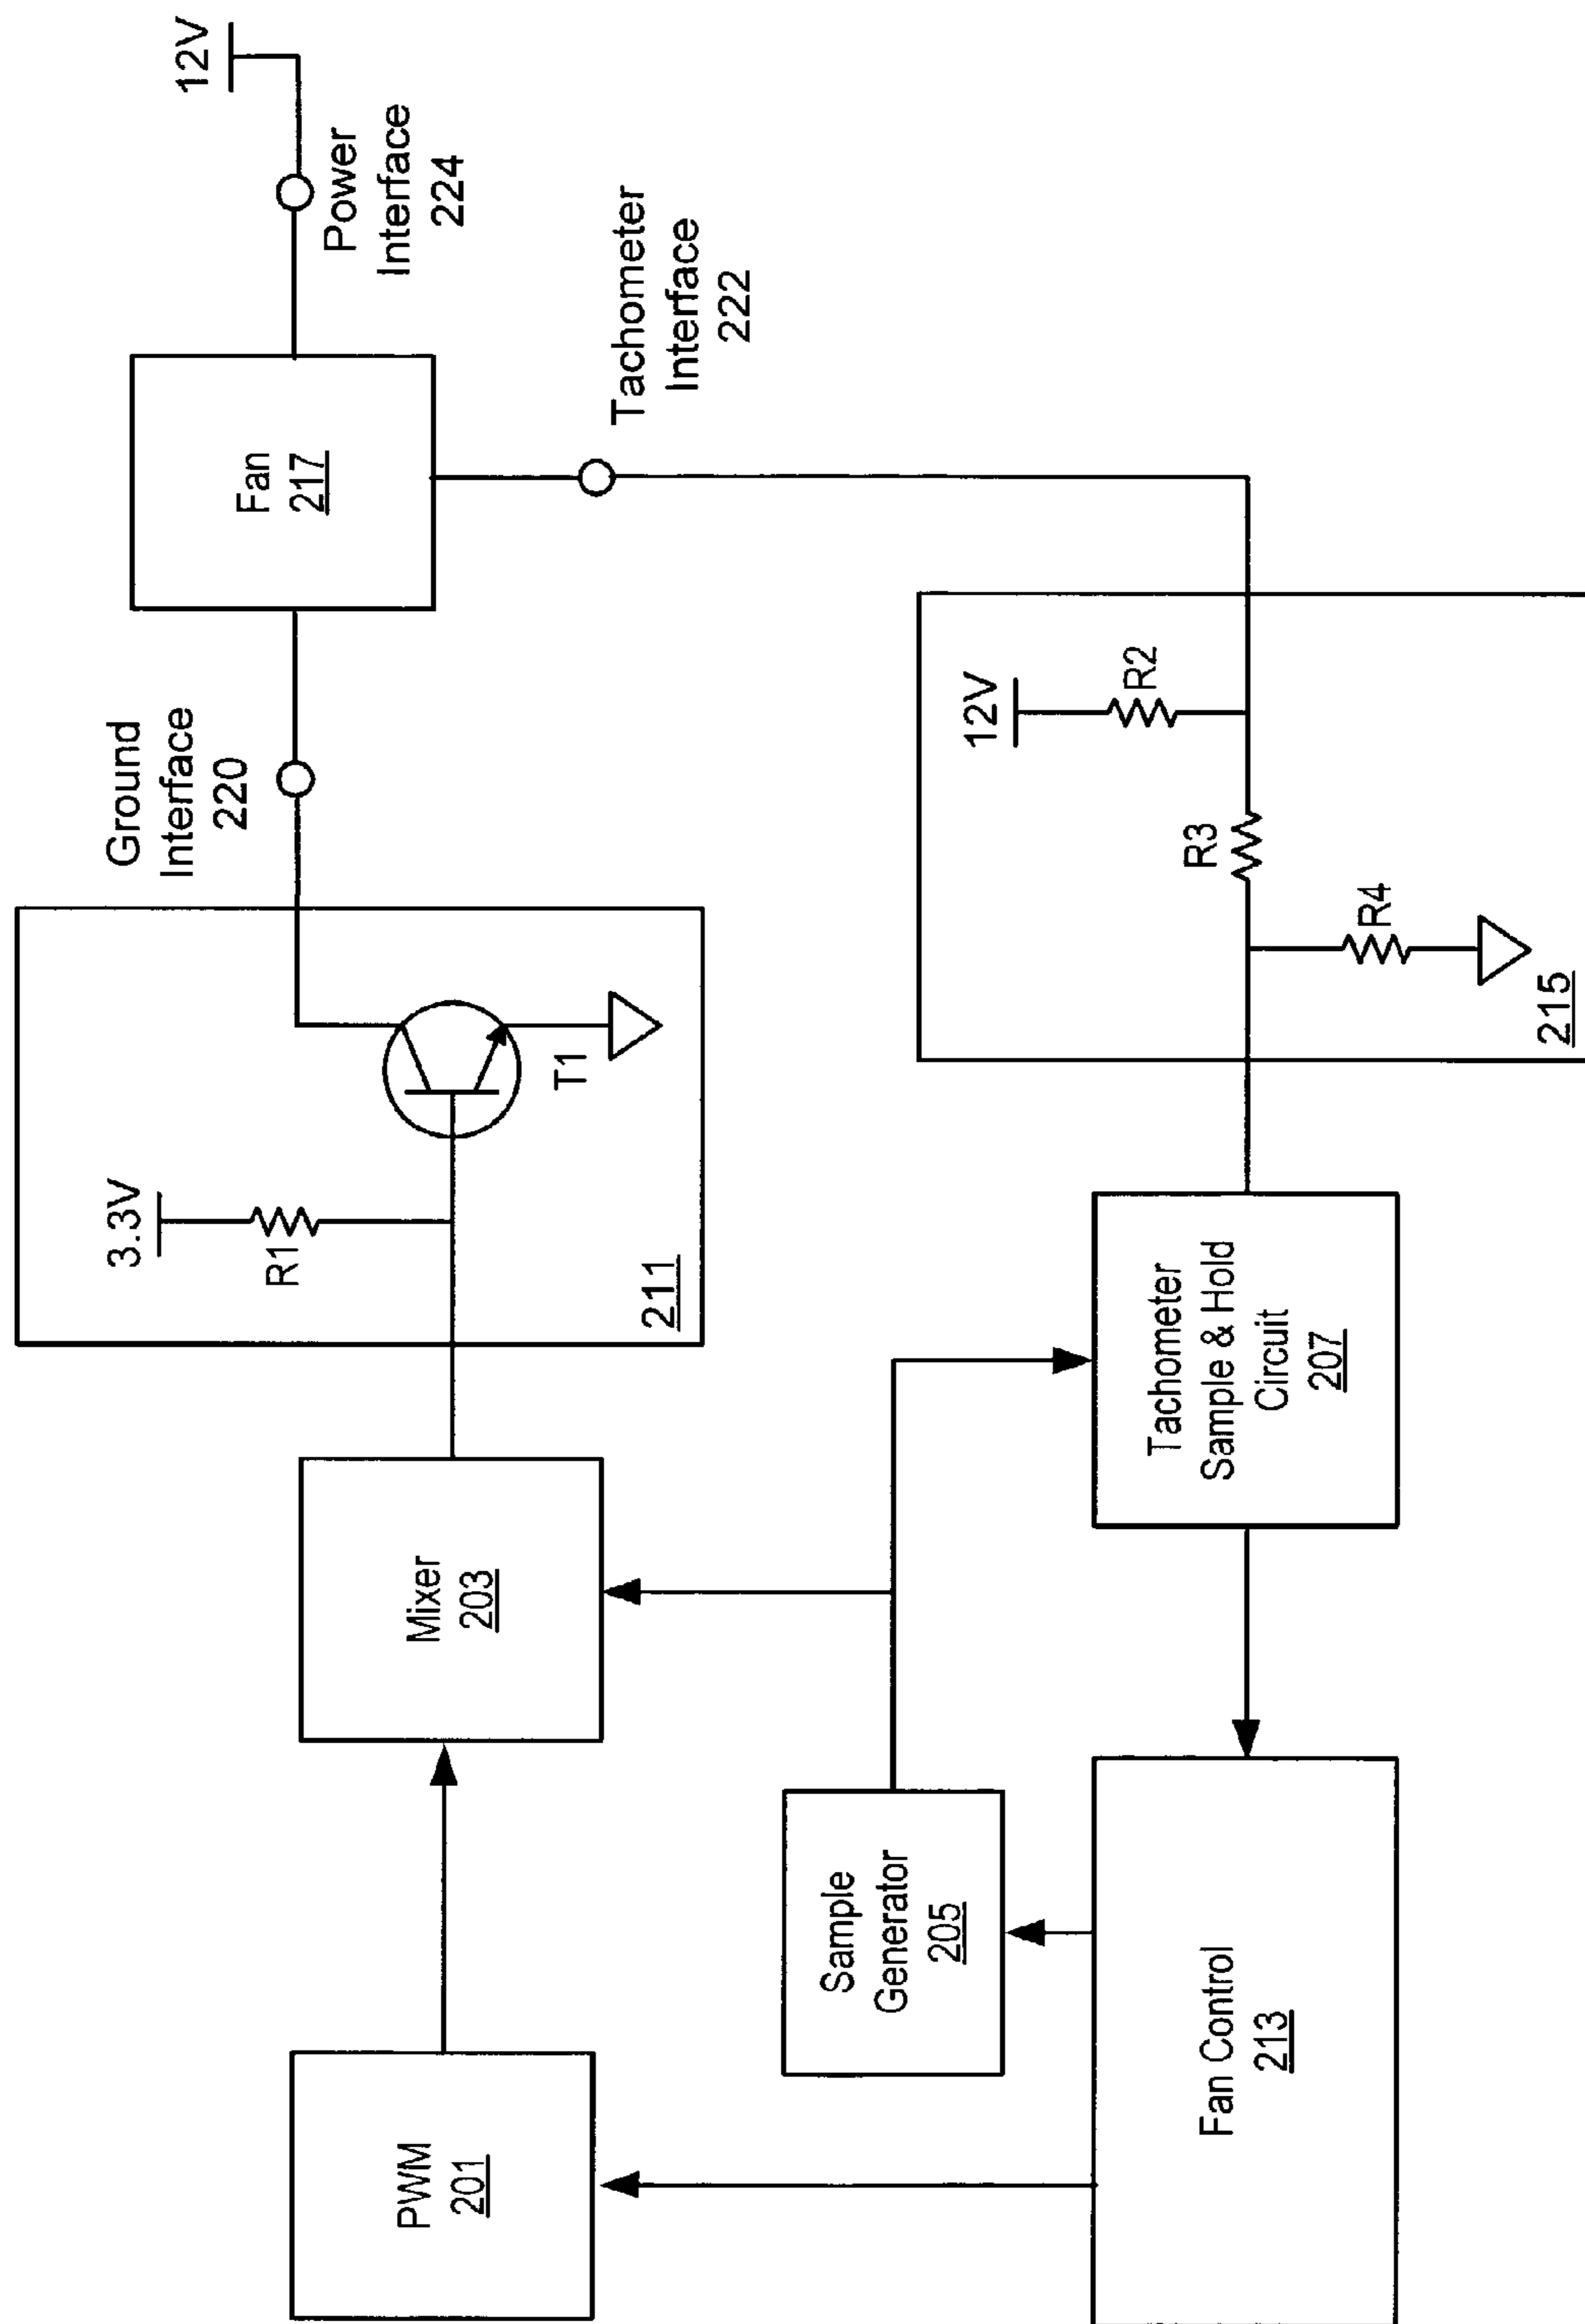 12V
Power
Interface
224
Fan
217
Tachometer
Interface
222
Ground
Interface
220
3.3V
R1
T1
211
12V
R2
R3
R4
215
Mixer
203
Tachometer
Sample & Hold
Circuit
207
PWM
201
Sample
Generator
205
Fan Control
213